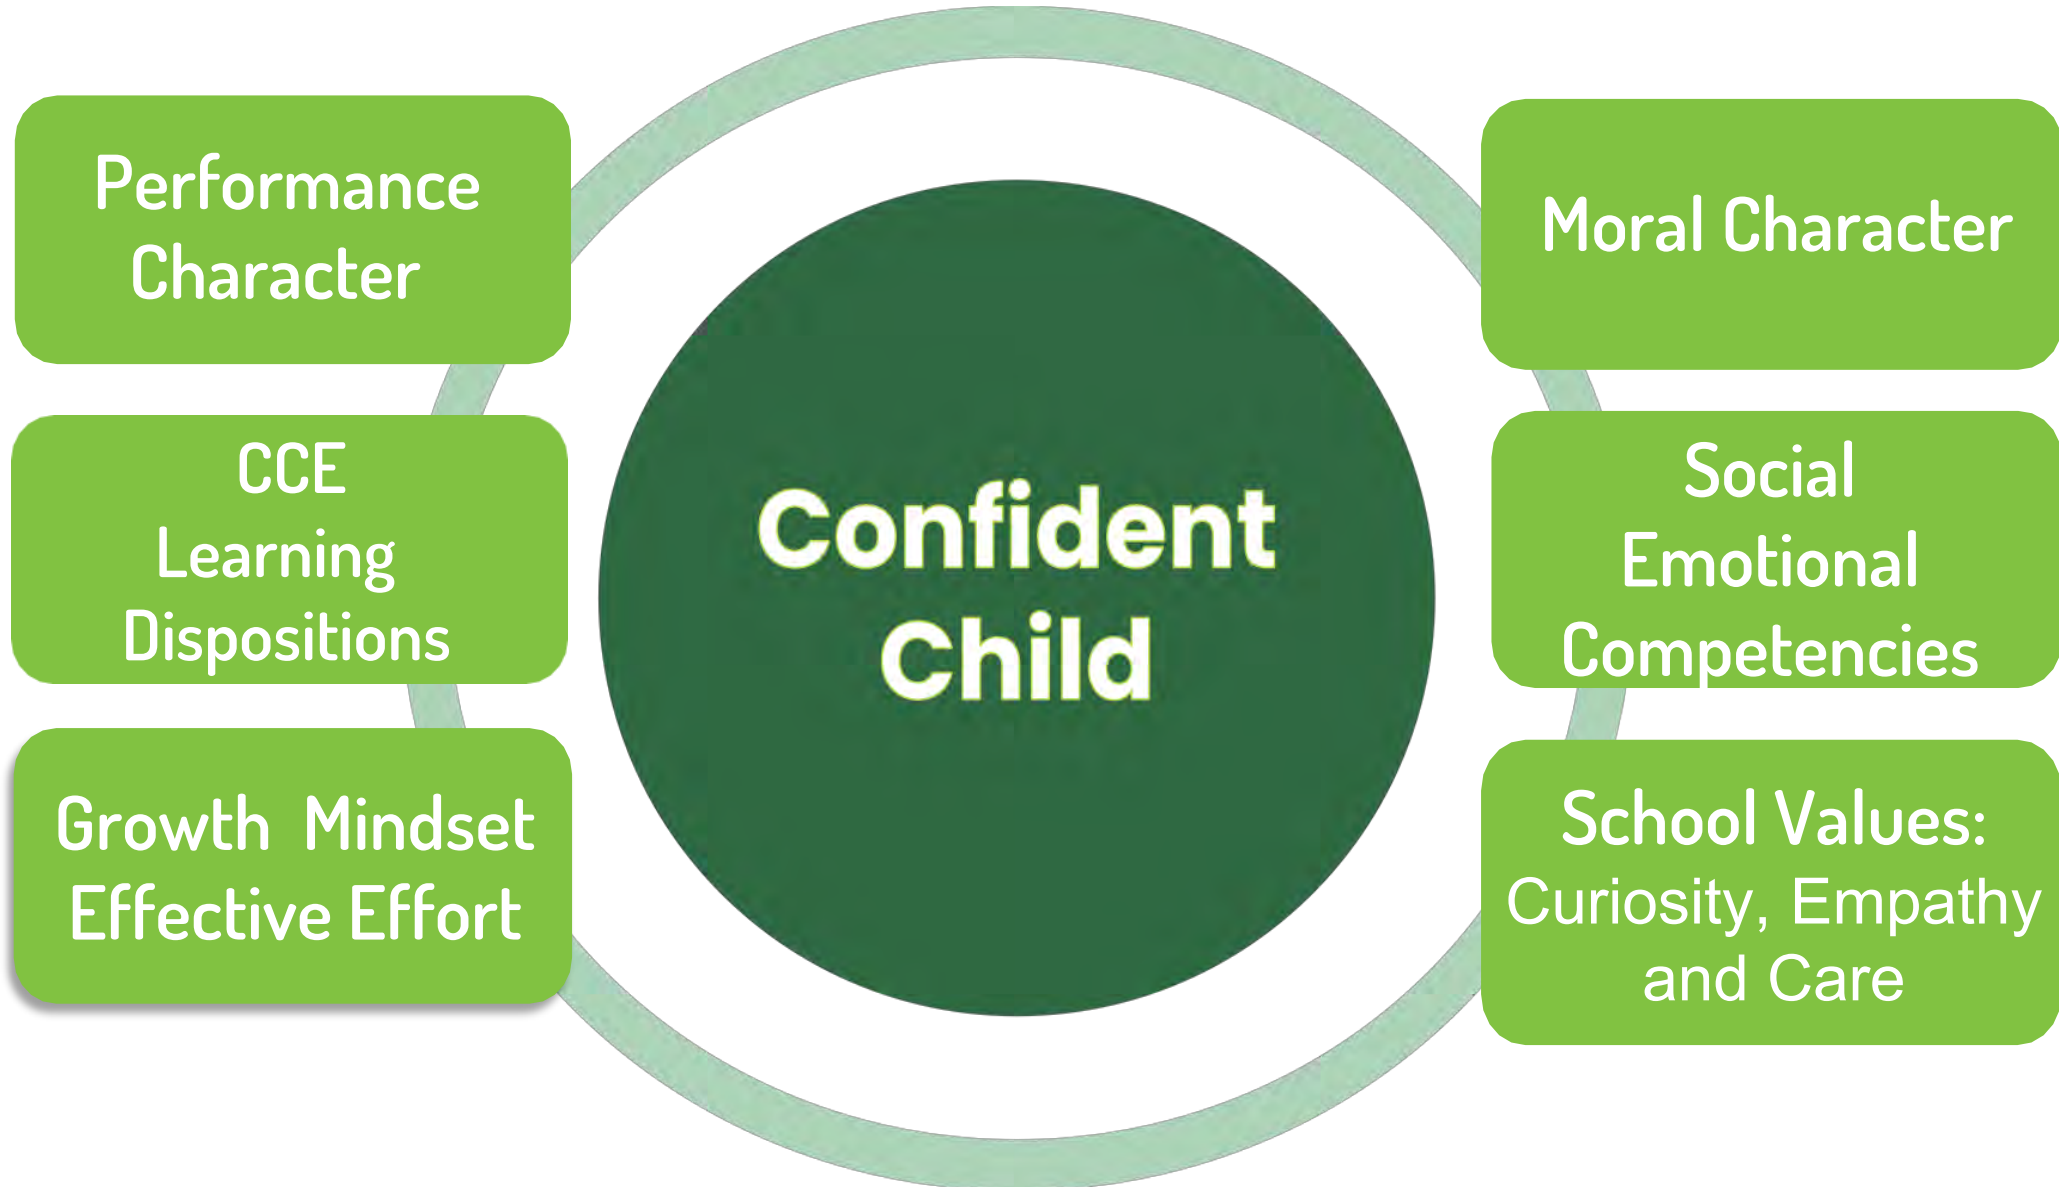 Performance
Character
CCE
Learning
Dispositions
Growth Mindset
Effective Effort
Confident
Child
Moral Character
Social
Emotional
Competencies
School Values:
Curiosity, Empathy
and Care